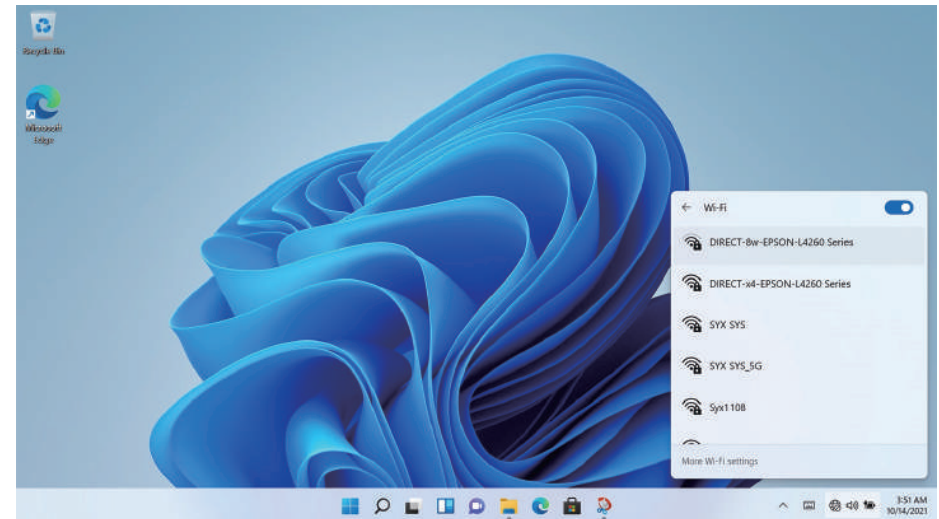 Recycle Bin
Microsoft
Edge
Wi-Fi
DIRECT-8w-EPSON-L4260 Series
DIRECT-x4-EPSON-L4260 Series
SYX SYS
SYX SYS_5G
Syx1108
More Wi-Fi settings
3:51 AM
10/14/2021